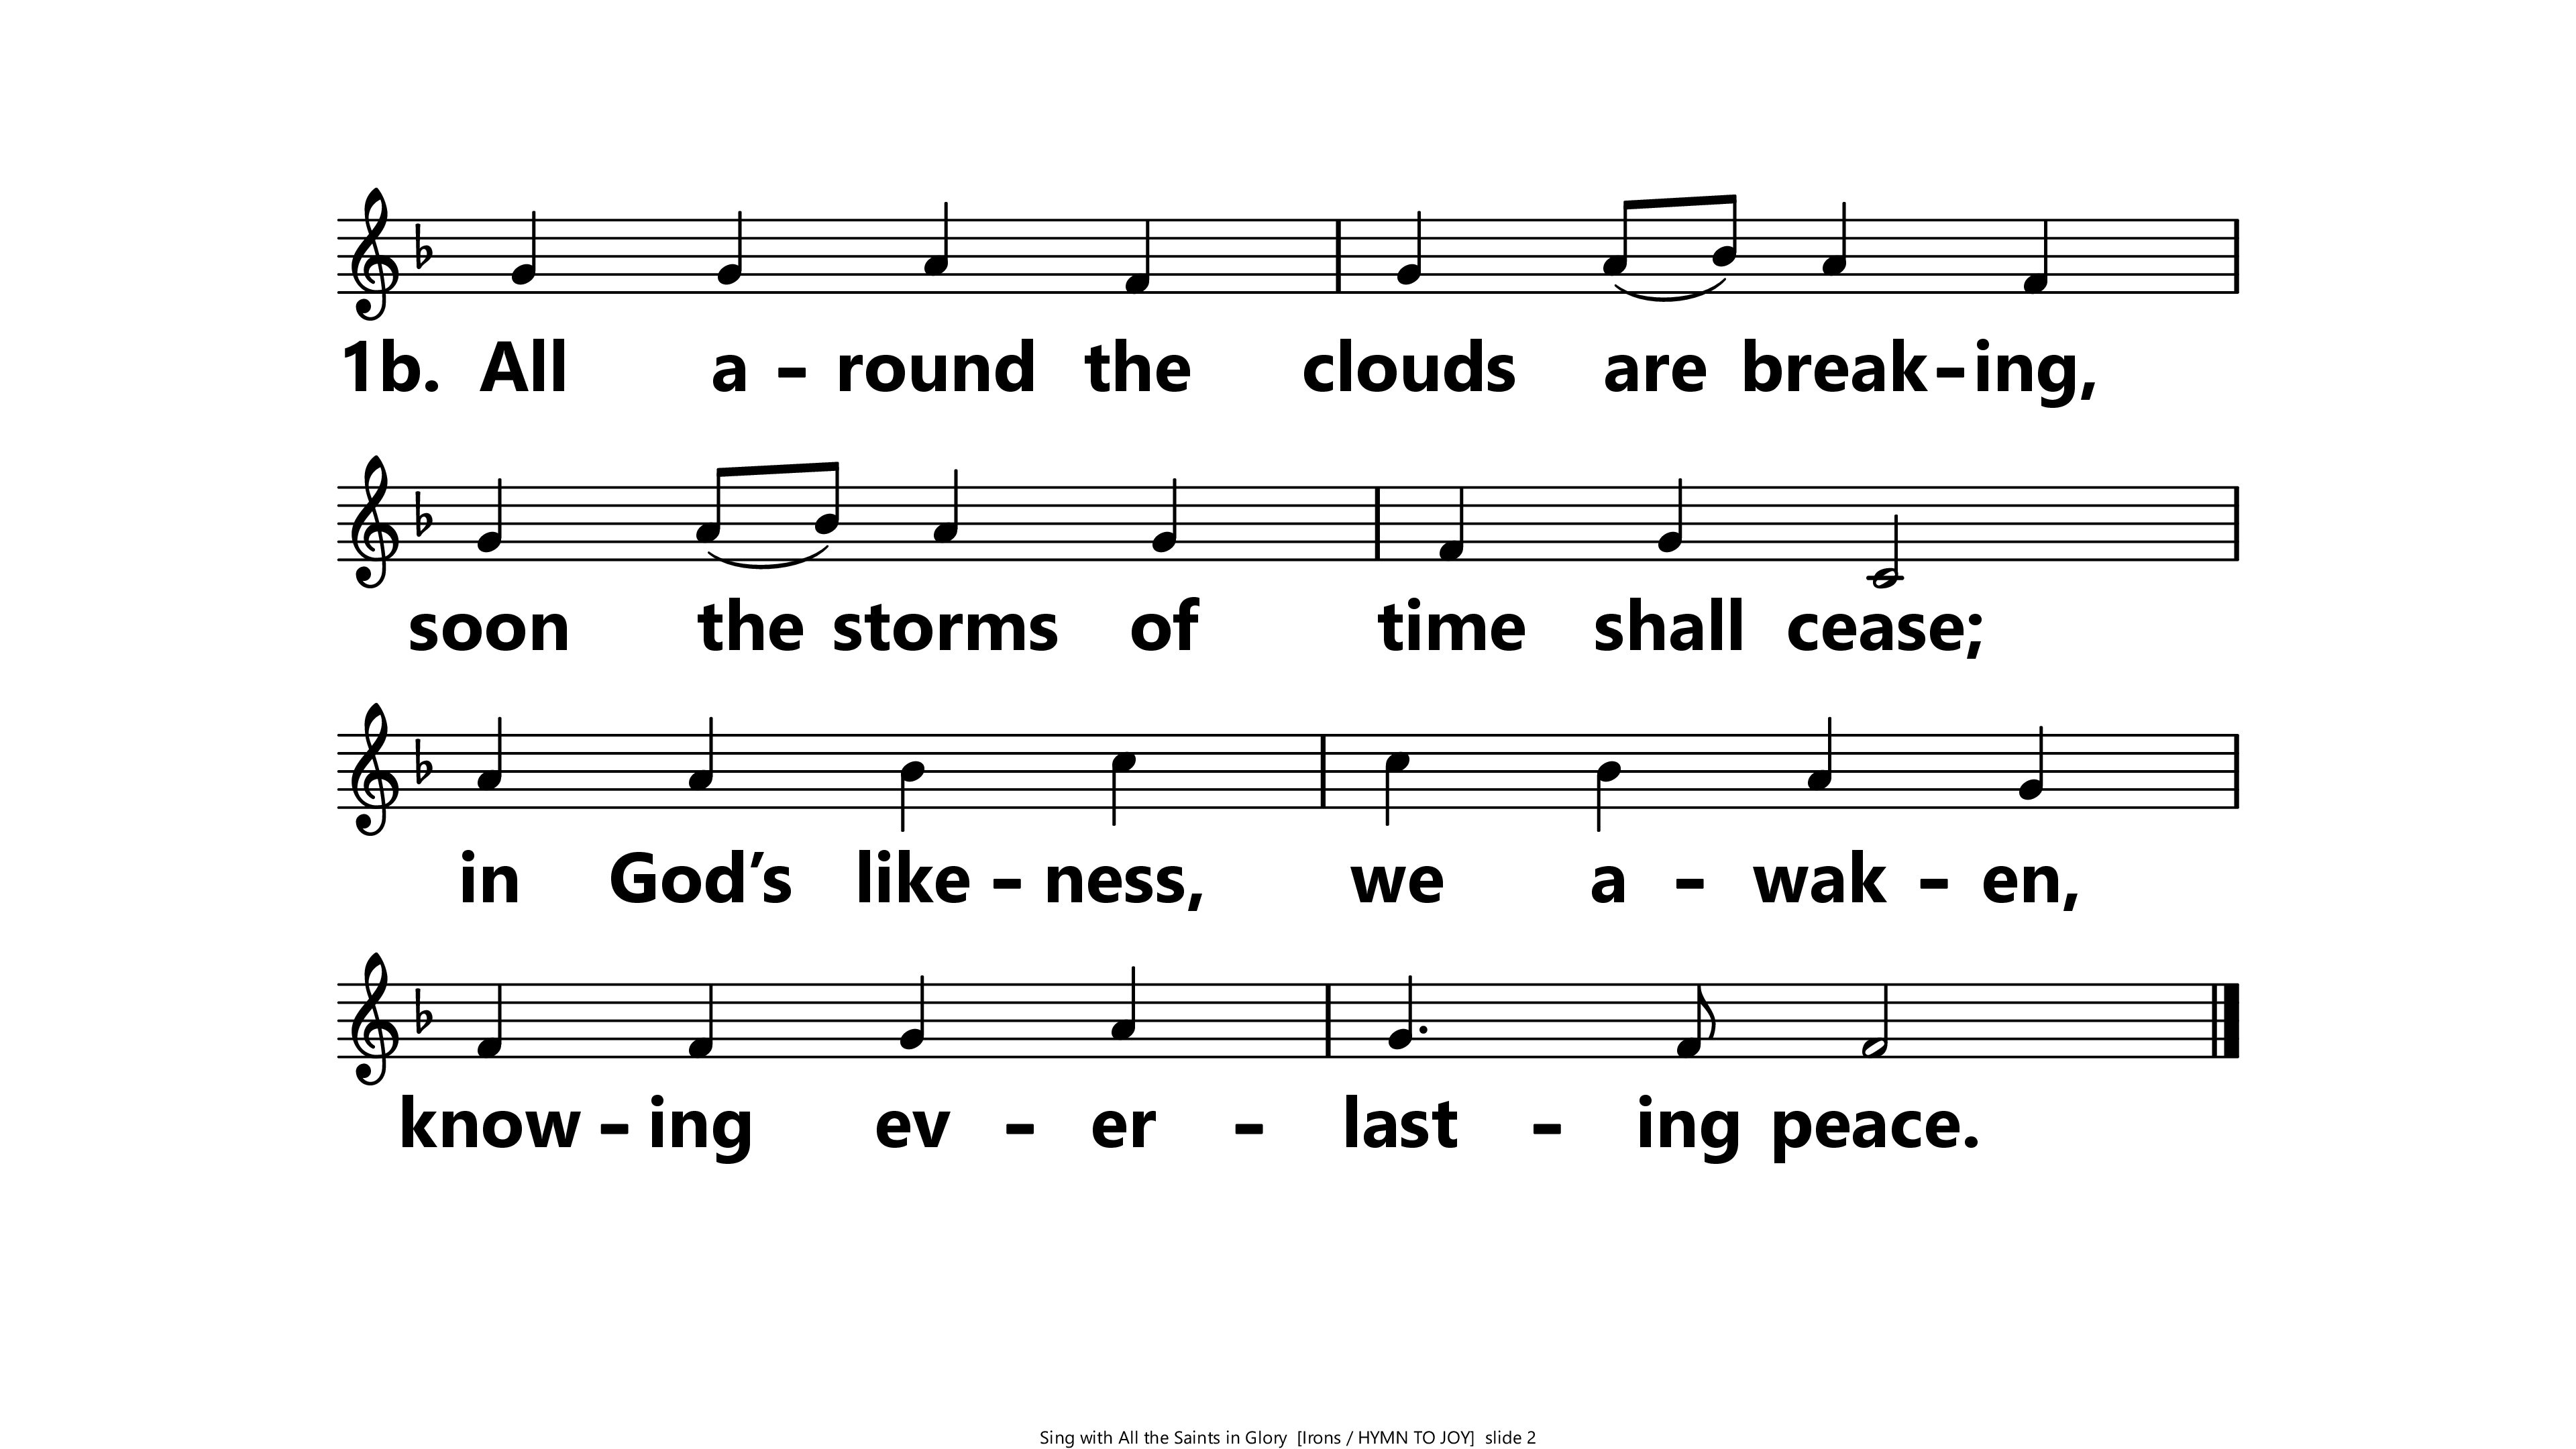 1b. All a - round the clouds are break - ing,
soon the storms of time shall cease;
in God’s like - ness, we a - wak - en,
know - ing ev - er - last - ing peace.
Sing with All the Saints in Glory [Irons / HYMN TO JOY] slide 2